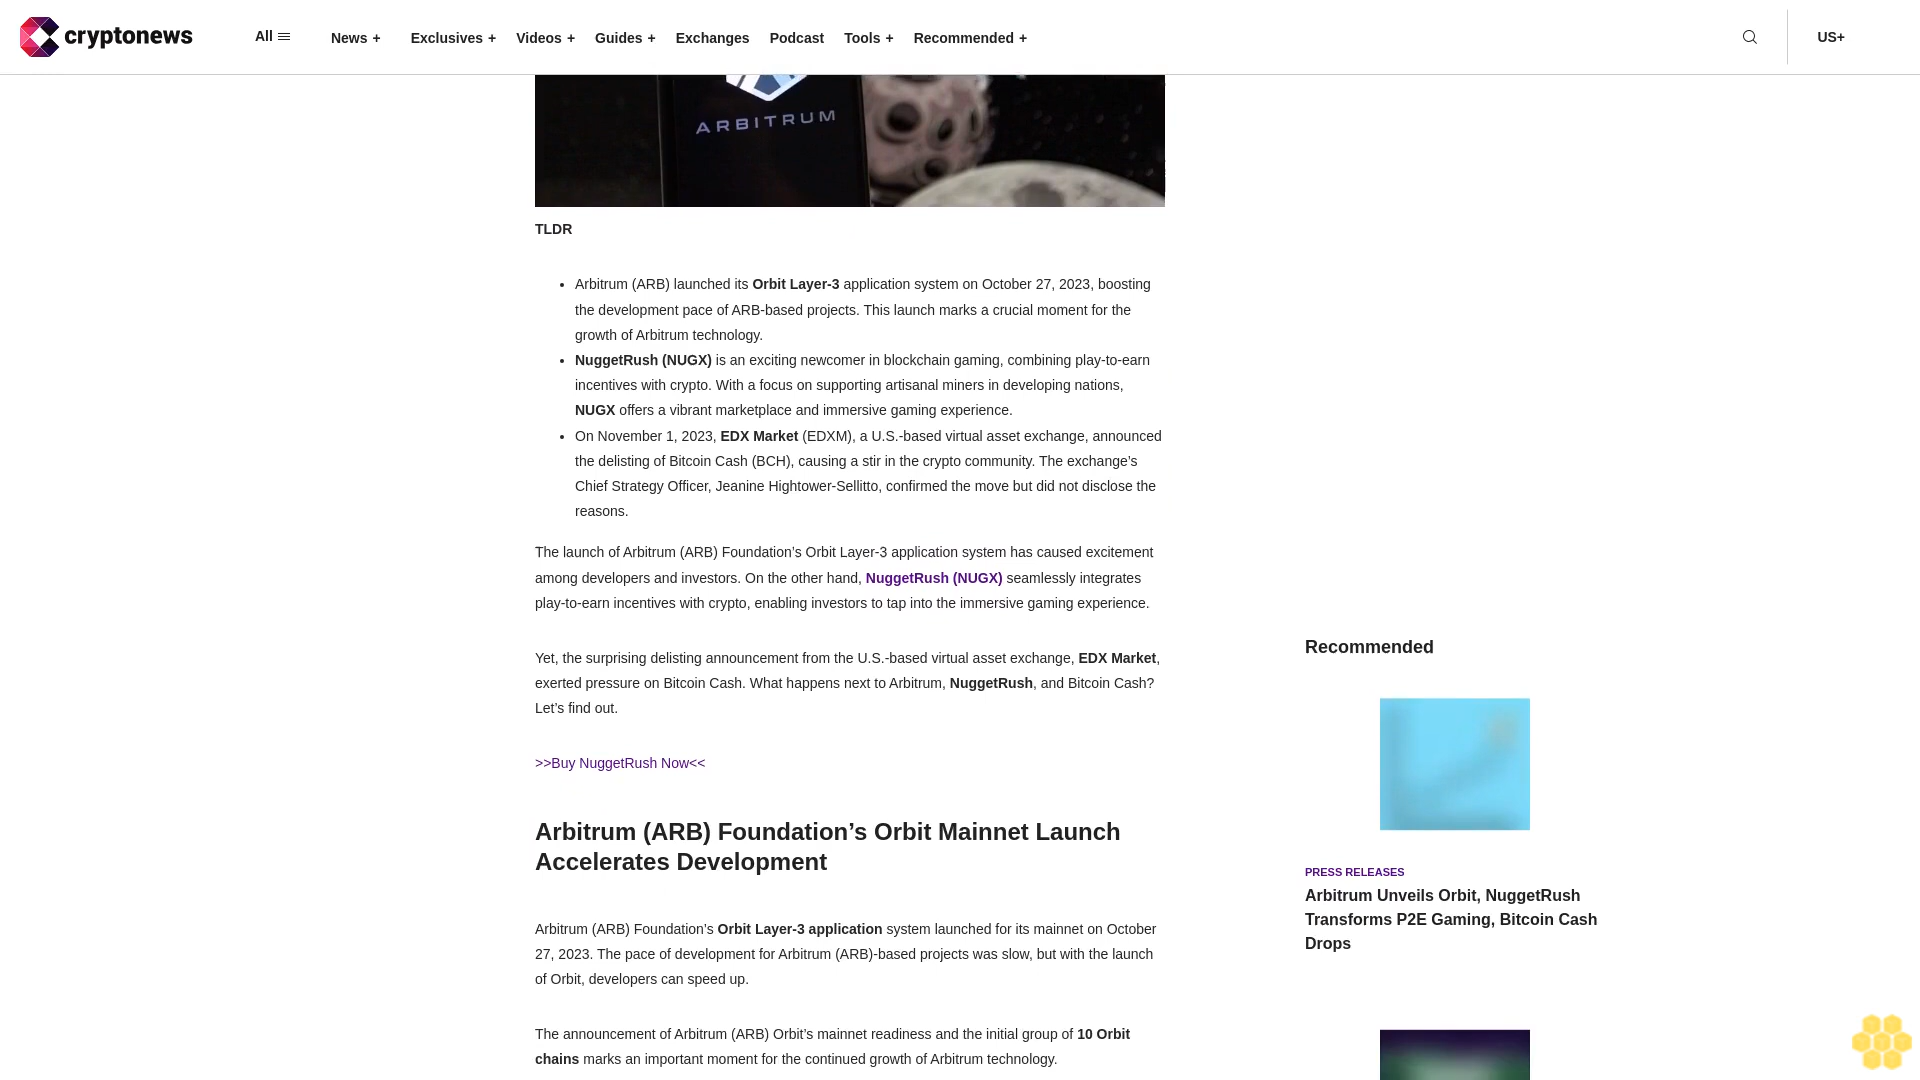 cryptonews
All
News +
Exclusives +
Videos +
Guides +
Exchanges
Podcast
Tools +
Recommended +
US+
ARBITRUM
TLDR
• Arbitrum (ARB) launched its Orbit Layer-3 application system on October 27, 2023, boosting
the development pace of ARB-based projects. This launch marks a crucial moment for the
growth of Arbitrum technology.
• NuggetRush (NUGX) is an exciting newcomer in blockchain gaming, combining play-to-earn
incentives with crypto. With a focus on supporting artisanal miners in developing nations,
NUGX offers a vibrant marketplace and immersive gaming experience.
• On November 1, 2023, EDX Market (EDXM), a U.S.-based virtual asset exchange, announced
the delisting of Bitcoin Cash (BCH), causing a stir in the crypto community. The exchange’s
Chief Strategy Officer, Jeanine Hightower-Sellitto, confirmed the move but did not disclose the
reasons.
The launch of Arbitrum (ARB) Foundation’s Orbit Layer-3 application system has caused excitement
among developers and investors. On the other hand, NuggetRush (NUGX) seamlessly integrates
play-to-earn incentives with crypto, enabling investors to tap into the immersive gaming experience.
Yet, the surprising delisting announcement from the U.S.-based virtual asset exchange, EDX Market,
exerted pressure on Bitcoin Cash. What happens next to Arbitrum, NuggetRush, and Bitcoin Cash?
Let’s find out.
>>Buy NuggetRush Now<<
Arbitrum (ARB) Foundation’s Orbit Mainnet Launch
Accelerates Development
Arbitrum (ARB) Foundation’s Orbit Layer-3 application system launched for its mainnet on October
27, 2023. The pace of development for Arbitrum (ARB)-based projects was slow, but with the launch
of Orbit, developers can speed up.
The announcement of Arbitrum (ARB) Orbit’s mainnet readiness and the initial group of 10 Orbit
chains marks an important moment for the continued growth of Arbitrum technology.
Recommended
PRESS RELEASES
Arbitrum Unveils Orbit, NuggetRush
Transforms P2E Gaming, Bitcoin Cash
Drops